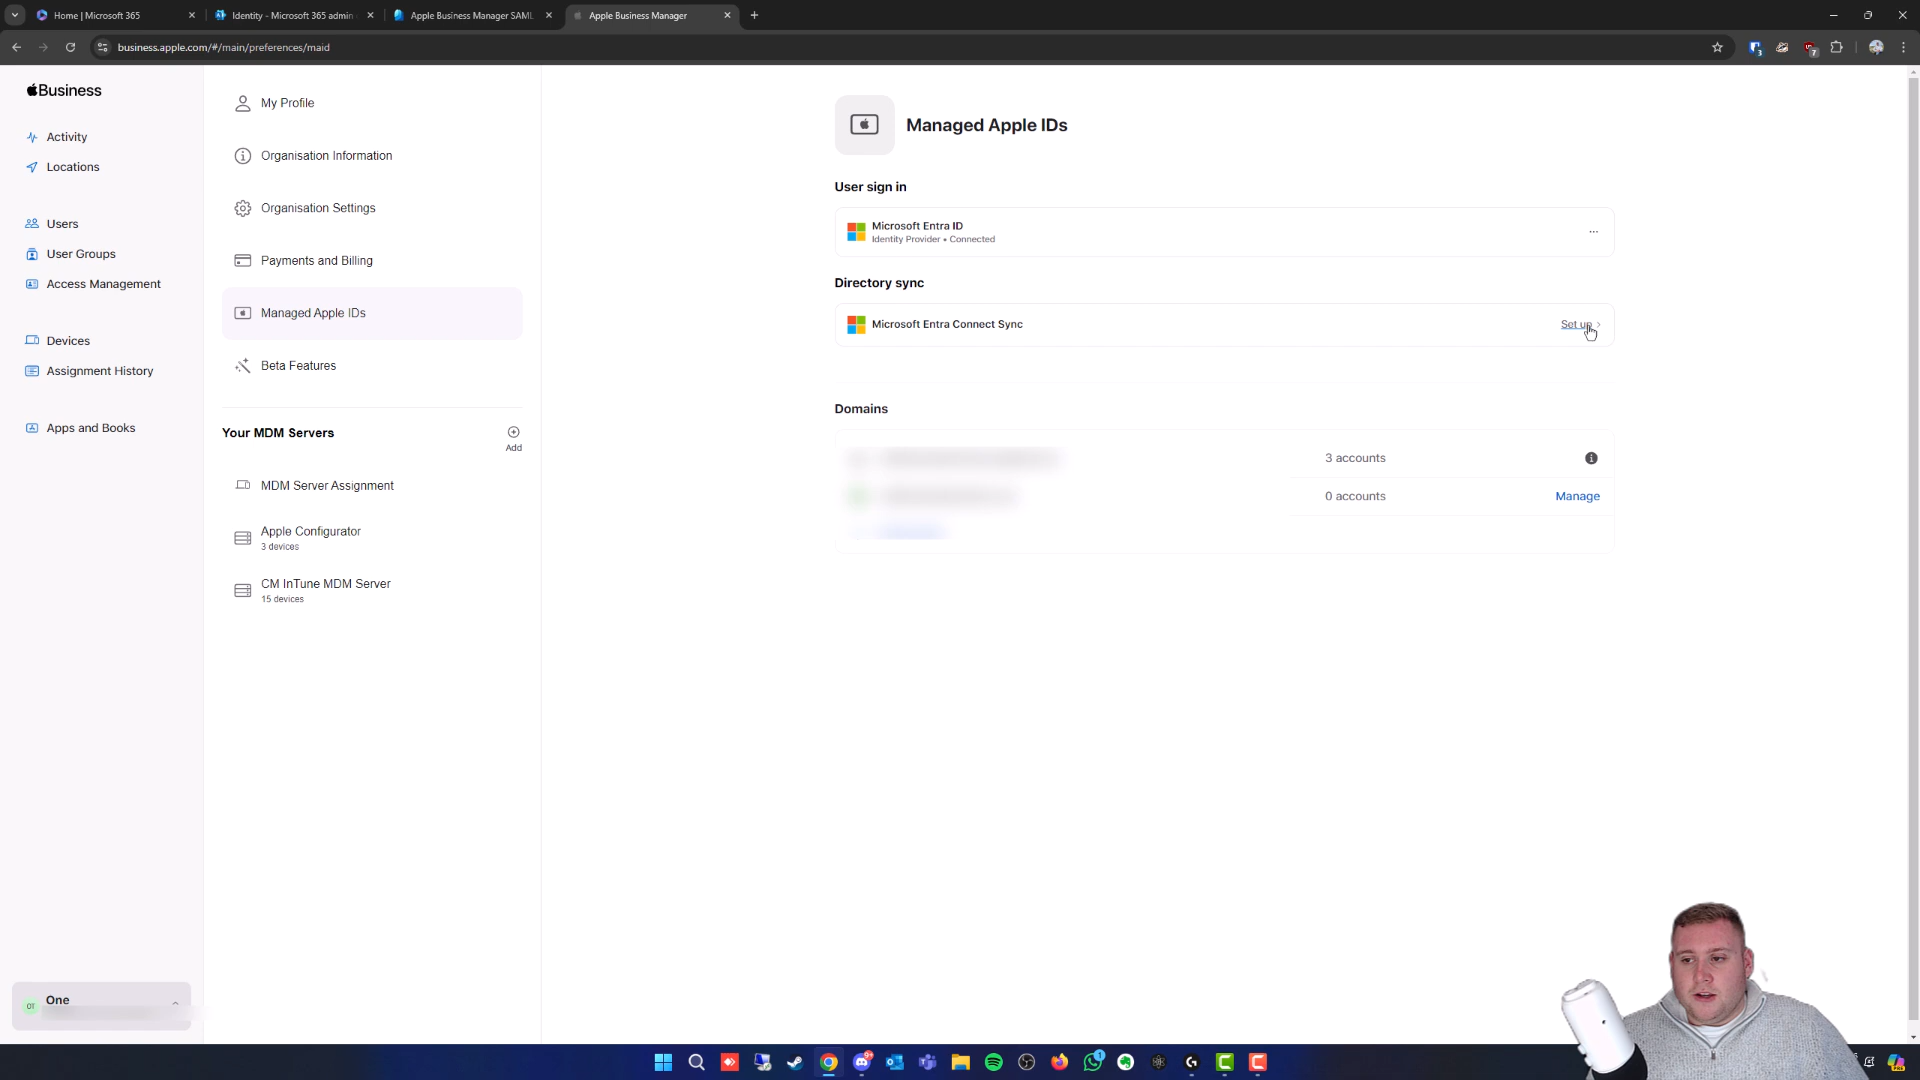 Home | Microsoft 365
Identity - Microsoft 365 admin
Apple Business Manager SAML
Apple Business Manager
business.apple.com/#/main/preferences/maid
Business
Activity
Locations
Users
User Groups
Access Management
Devices
Assignment History
Apps and Books
One
OT
My Profile
Organisation Information
Organisation Settings
Payments and Billing
Managed Apple IDs
Beta Features
Your MDM Servers
Add
MDM Server Assignment
Apple Configurator
3 devices
CM InTune MDM Server
15 devices
Managed Apple IDs
User sign in
Microsoft Entra ID
Identity Provider • Connected
Directory sync
Microsoft Entra Connect Sync
Set up
Domains
3 accounts
0 accounts
Manage